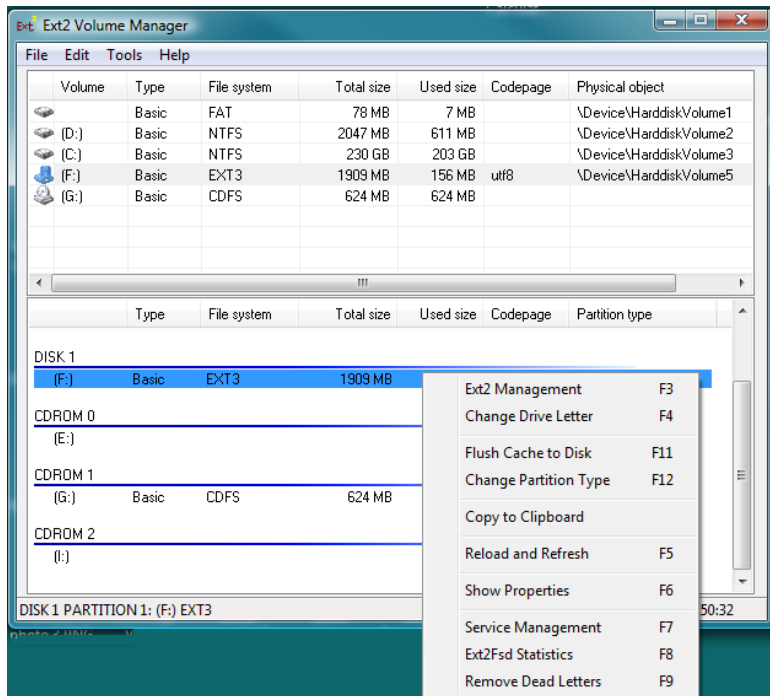 Ext2 Volume Manager
File Edit Tools Help
Volume Type File system Total size Used size Codepage Physical object
Basic FAT 78 MB 7 MB \Device\HarddiskVolume1
(D:) Basic NTFS 2047 MB 611 MB \Device\HarddiskVolume2
(C:) Basic NTFS 230 GB 203 GB \Device\HarddiskVolume3
(F:) Basic EXT3 1909 MB 156 MB utf8 \Device\HarddiskVolume5
(G:) Basic CDFS 624 MB 624 MB
Type File system Total size Used size Codepage Partition type
DISK 1
(F:) Basic EXT3 1909 MB
Ext2 Management F3
Change Drive Letter F4
Flush Cache to Disk F11
Change Partition Type F12
Copy to Clipboard
Reload and Refresh F5
Show Properties F6
Service Management F7
Ext2Fsd Statistics F8
Remove Dead Letters F9
CDROM 0
(E:)
CDROM 1
(G:) Basic CDFS 624 MB
CDROM 2
(I:)
DISK 1 PARTITION 1: (F:) EXT3 50:32